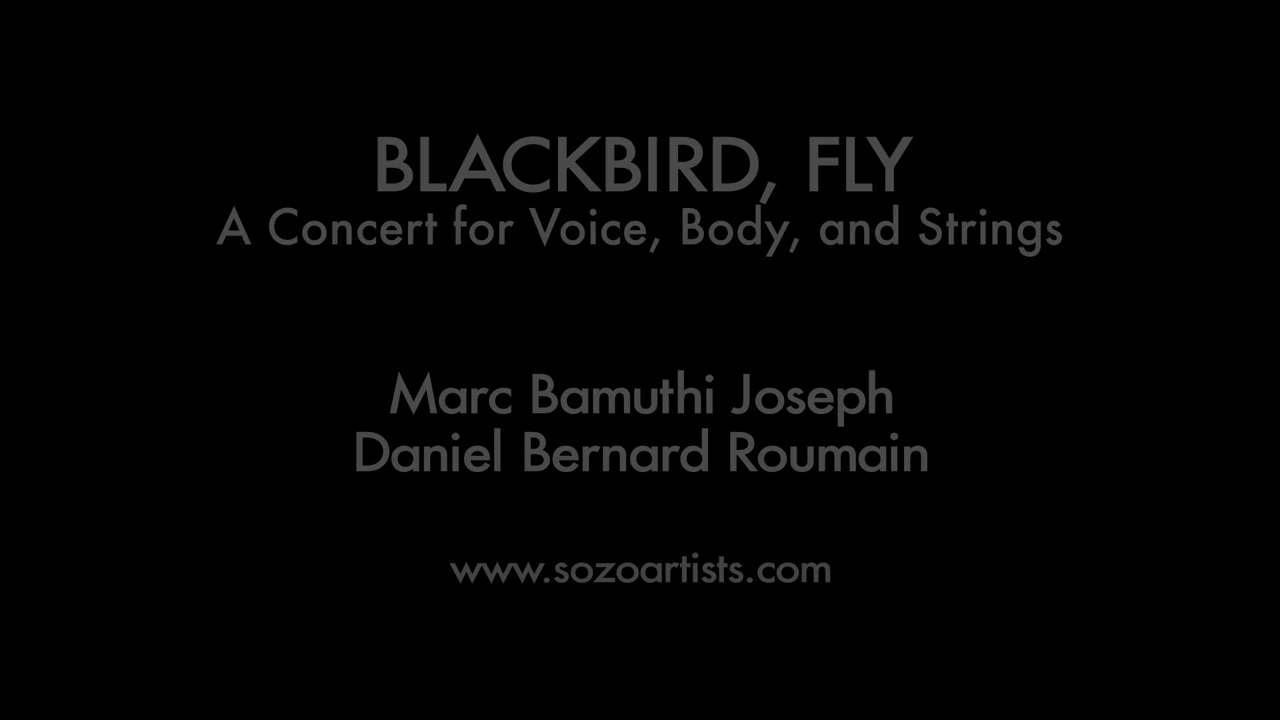 BLACKBIRD, FLY
A Concert for Voice, Body, and Strings
Marc Bamuthi Joseph
Daniel Bernard Roumain
www.sozoartists.com